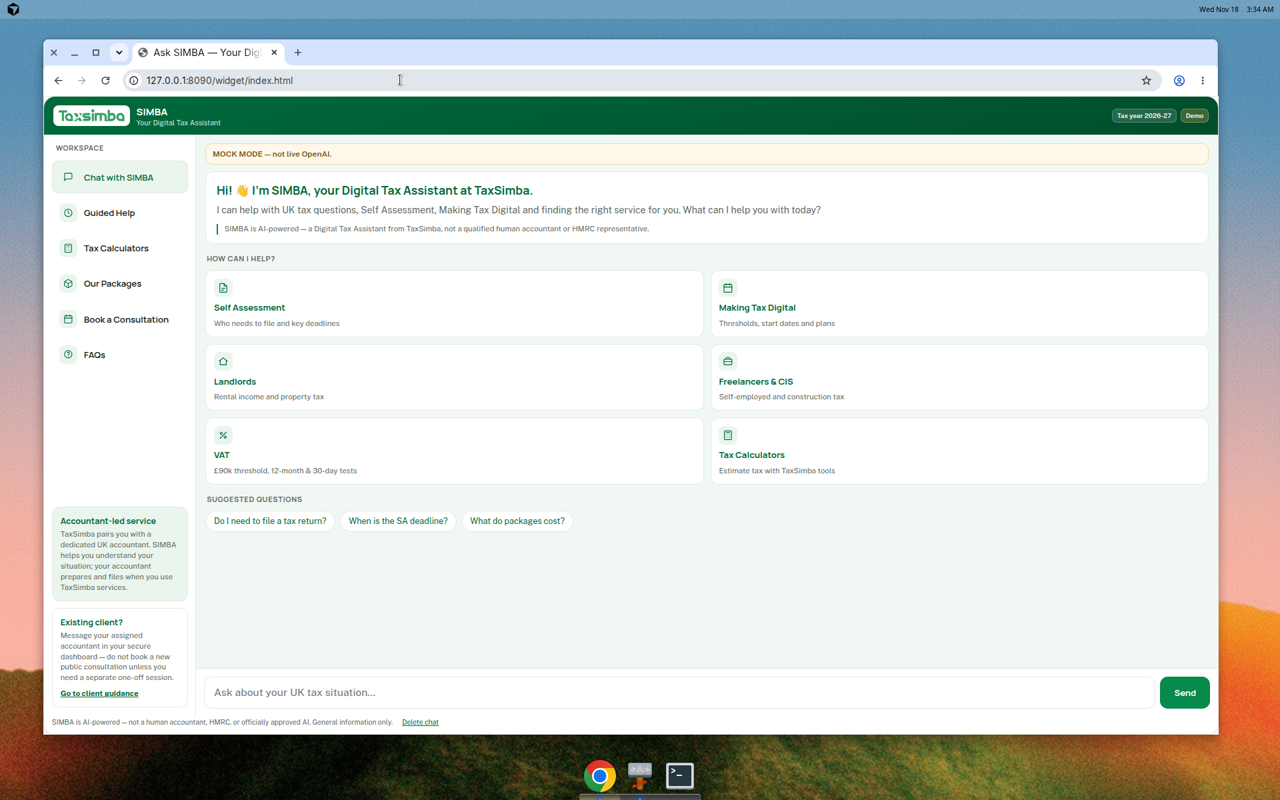 Wed Nov 18 3:34 AM
Ask SIMBA — Your Dig
127.0.0.1:8090/widget/index.html
Taxsimba
SIMBA
Your Digital Tax Assistant
Tax year 2026-27
Demo
WORKSPACE
Chat with SIMBA
Guided Help
Tax Calculators
Our Packages
Book a Consultation
FAQs
Accountant-led service
TaxSimba pairs you with a
dedicated UK accountant. SIMBA
helps you understand your
situation; your accountant
prepares and files when you use
TaxSimba services.
Existing client?
Message your assigned
accountant in your secure
dashboard — do not book a new
public consultation unless you
need a separate one-off session.
Go to client guidance
MOCK MODE — not live OpenAI.
Hi! 👋 I'm SIMBA, your Digital Tax Assistant at TaxSimba.
I can help with UK tax questions, Self Assessment, Making Tax Digital and finding the right service for you. What can I help you with today?
SIMBA is AI-powered — a Digital Tax Assistant from TaxSimba, not a qualified human accountant or HMRC representative.
HOW CAN I HELP?
Self Assessment
Who needs to file and key deadlines
Making Tax Digital
Thresholds, start dates and plans
Landlords
Rental income and property tax
Freelancers & CIS
Self-employed and construction tax
VAT
£90k threshold, 12-month & 30-day tests
Tax Calculators
Estimate tax with TaxSimba tools
SUGGESTED QUESTIONS
Do I need to file a tax return?
When is the SA deadline?
What do packages cost?
Ask about your UK tax situation...
Send
SIMBA is AI-powered — not a human accountant, HMRC, or officially approved AI. General information only. Delete chat